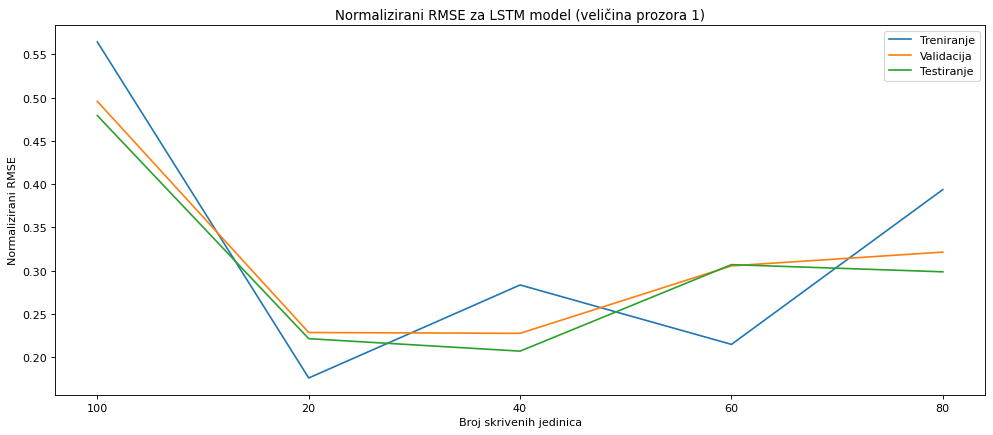 Normalizirani RMSE za LSTM model (veličina prozora 1)
Treniranje
Validacija
Testiranje
Normalizirani RMSE
0.55
0.50
0.45
0.40
0.35
0.30
0.25
0.20
100 20 40 60 80
Broj skrivenih jedinica